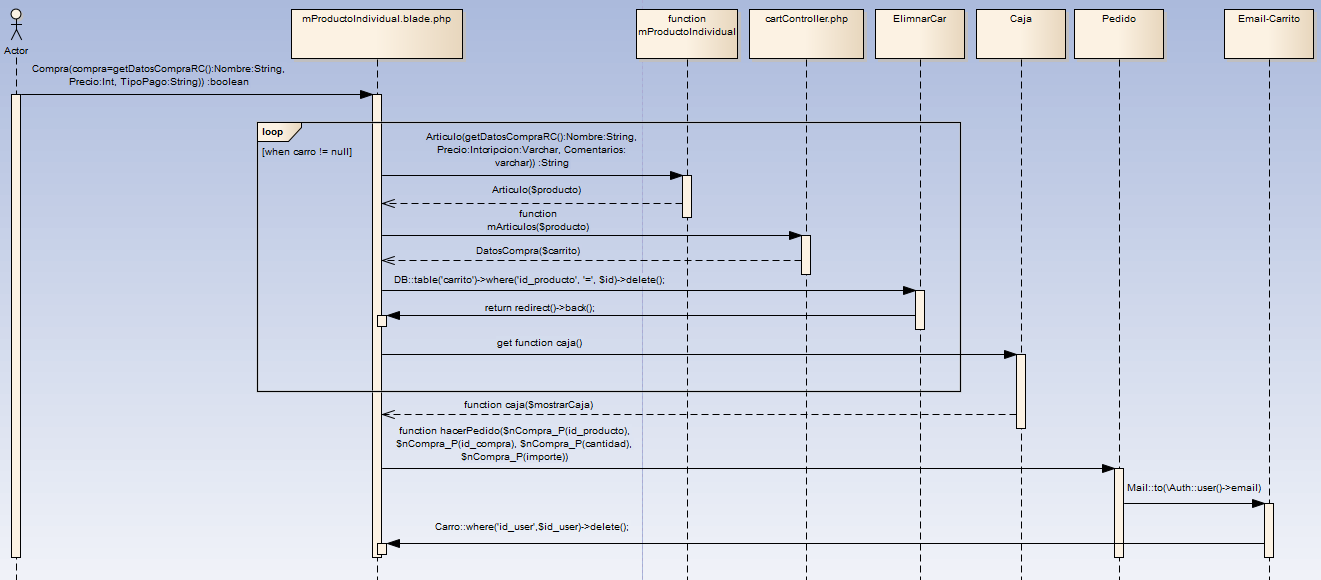 mProductoIndividual.blade.php
function
mProductoIndividual
cartController.php
ElimnarCar
Caja
Pedido
Email-Carrito
Actor
Compra(compra=getDatosCompraRC():Nombre:String,
Precio:Int, TipoPago:String)) :boolean
loop
[when carro != null]
Articulo(getDatosCompraRC():Nombre:String,
Precio:Intcripcion:Varchar, Comentarios:
varchar)) :String
Articulo($producto)
function
mArticulos($producto)
DatosCompra($carrito)
DB::table('carrito')->where('id_producto', '=', $id)->delete();
return redirect()->back();
get function caja()
function caja($mostrarCaja)
function hacerPedido($nCompra_P(id_producto),
$nCompra_P(id_compra), $nCompra_P(cantidad),
$nCompra_P(importe))
Mail::to(\Auth::user()->email)
Carro::where('id_user',$id_user)->delete();